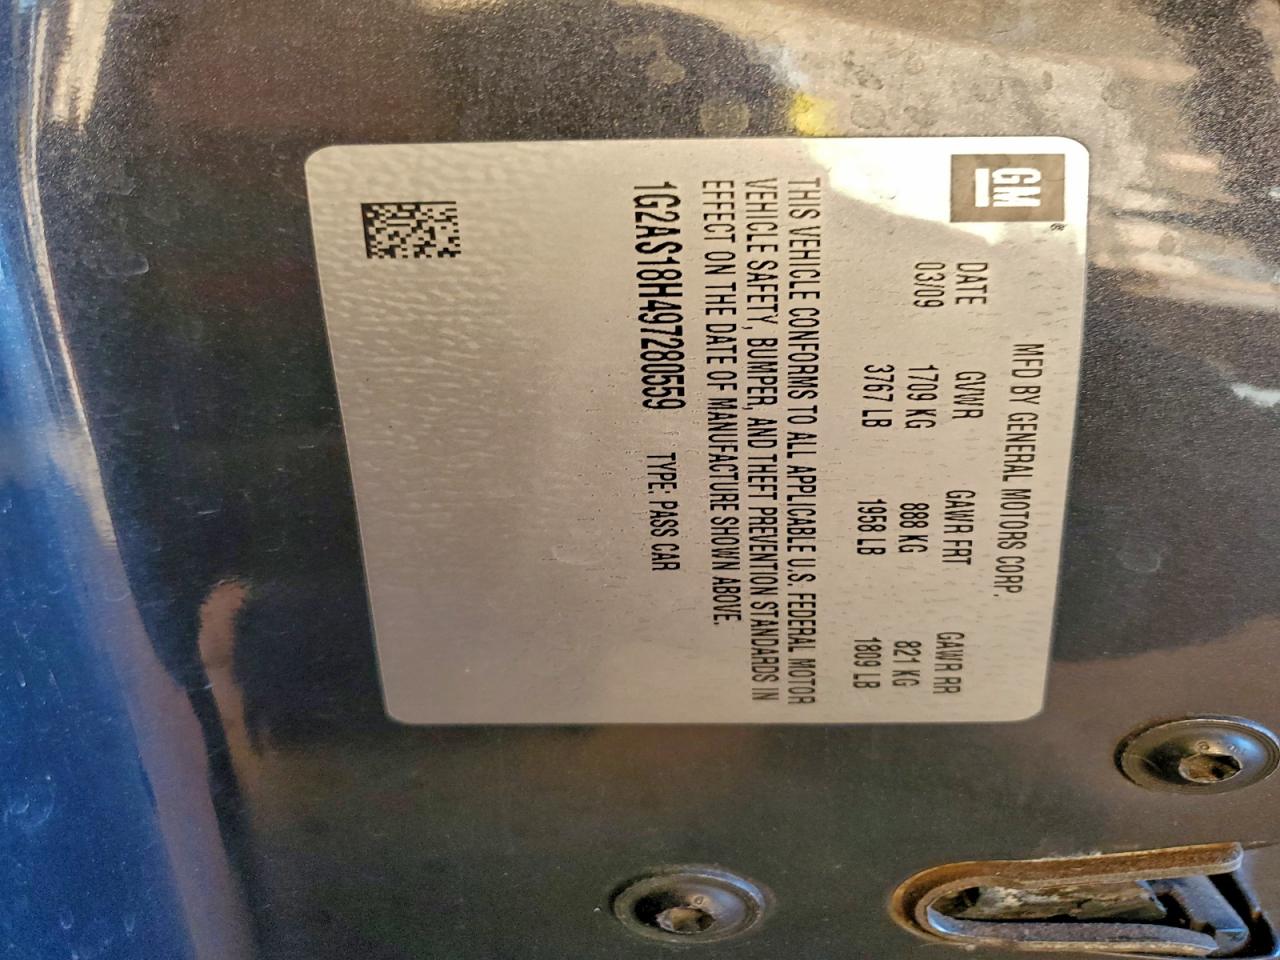 GM®
MFD BY GENERAL MOTORS CORP.
DATE GVWR GAWR FRT GAWR RR
03/09 1709 KG 888 KG 821 KG
3767 LB 1958 LB 1809 LB
THIS VEHICLE CONFORMS TO ALL APPLICABLE U.S. FEDERAL MOTOR
VEHICLE SAFETY, BUMPER, AND THEFT PREVENTION STANDARDS IN
EFFECT ON THE DATE OF MANUFACTURE SHOWN ABOVE.
1G2AS18H497280559 TYPE: PASS CAR